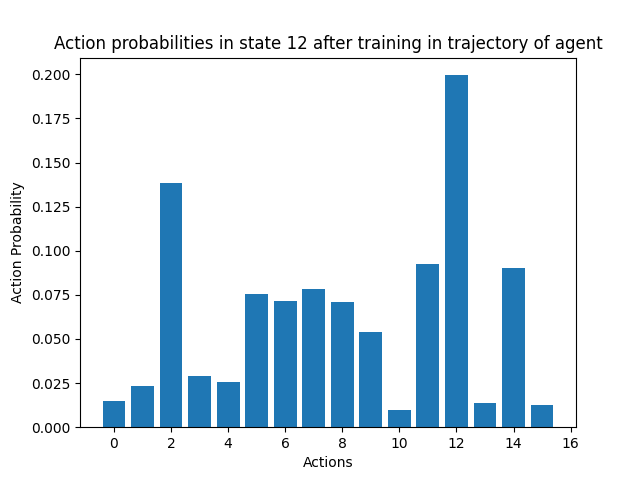 Action probabilities in state 12 after training in trajectory of agent
0.200
0.175
0.150
0.125
0.100
0.075
0.050
0.025
0.000
Action Probability
0 2 4 6 8 10 12 14 16
Actions